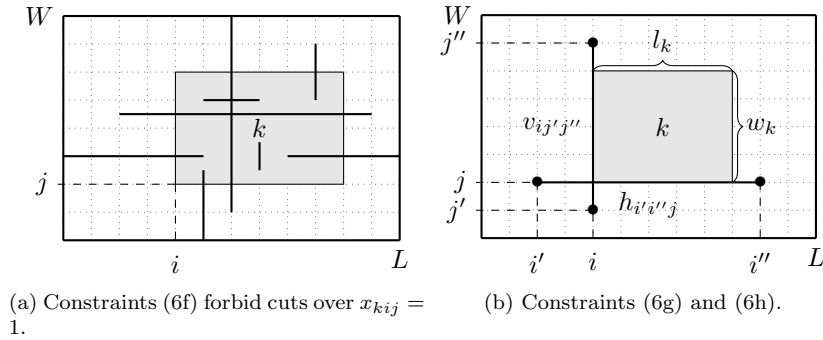 W
k
j
i
L
W
j''
l_k
v_{ij'j''}
k
w_k
j
j'
h_{i'i''j}
i'
i
i''
L
(a) Constraints (6f) forbid cuts over x_{kij} =
1.
(b) Constraints (6g) and (6h).